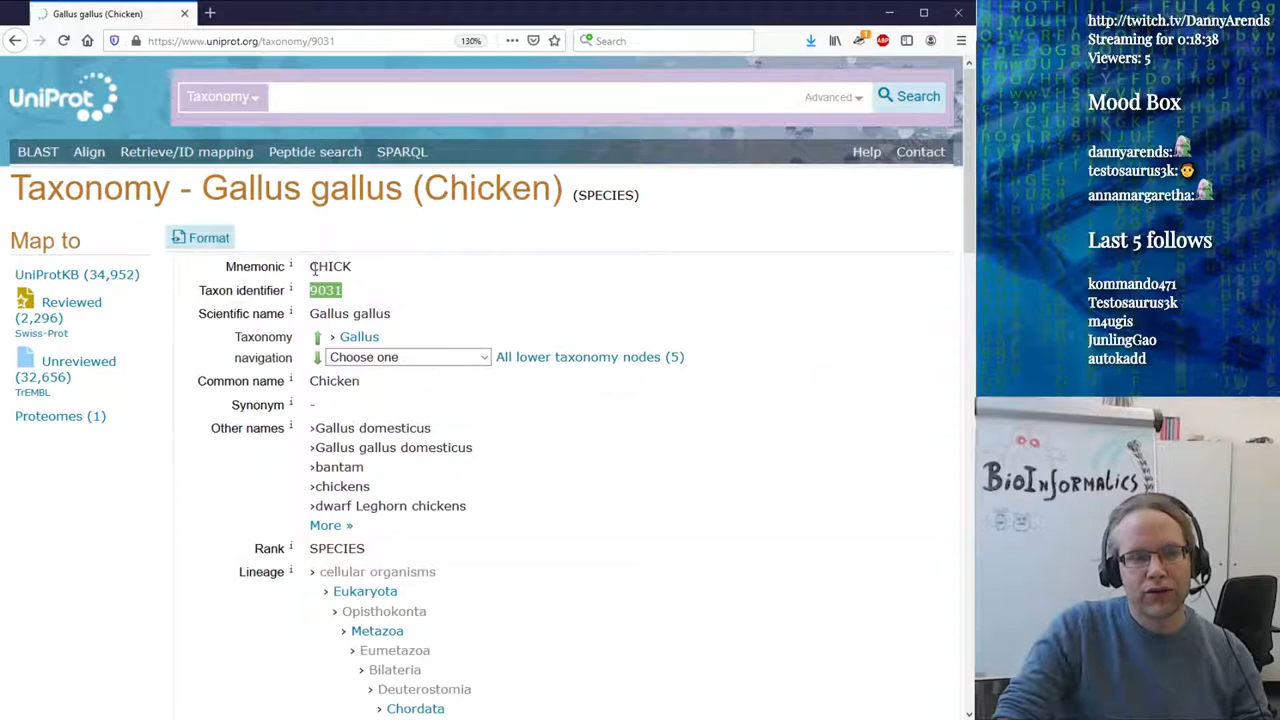 Gallus gallus (Chicken)
https://www.uniprot.org/taxonomy/9031
130%
Search
ABP
UniProt
Taxonomy
Advanced
Search
BLAST
Align
Retrieve/ID mapping
Peptide search
SPARQL
Help
Contact
Taxonomy - Gallus gallus (Chicken) (SPECIES)
Map to
UniProtKB (34,952)
Reviewed
(2,296)
Swiss-Prot
Unreviewed
(32,656)
TrEMBL
Proteomes (1)
Format
Mnemonic i CHICK
Taxon identifier i 9031
Scientific name i Gallus gallus
Taxonomy › Gallus
navigation Choose one All lower taxonomy nodes (5)
Common name i Chicken
Synonym i -
Other names i ›Gallus domesticus
›Gallus gallus domesticus
›bantam
›chickens
›dwarf Leghorn chickens
More »
Rank i SPECIES
Lineage i › cellular organisms
› Eukaryota
› Opisthokonta
› Metazoa
› Eumetazoa
› Bilateria
› Deuterostomia
› Chordata
http://twitch.tv/DannyArends
Streaming for 0:18:38
Viewers: 5
Mood Box
dannyarends:
testosaurus3k:
annamargaretha:
Last 5 follows
kommando471
Testosaurus3k
m4ugis
JunlingGao
autokadd
BioInformatics